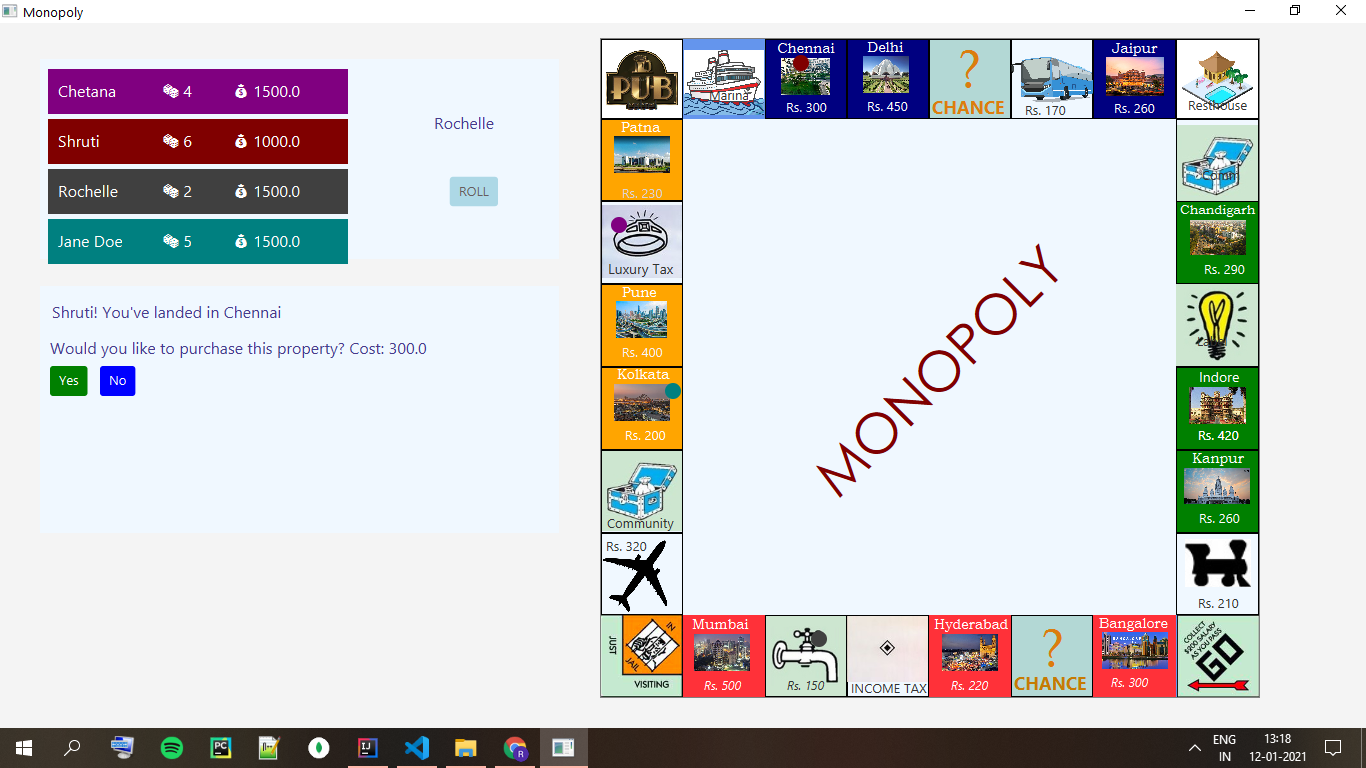 Monopoly
Chetana 4 1500.0
Shruti 6 1000.0
Rochelle 2 1500.0
Jane Doe 5 1500.0
Rochelle
ROLL
Shruti! You've landed in Chennai
Would you like to purchase this property? Cost: 300.0
Yes No
PUB
Marina
Chennai
Rs. 300
Delhi
Rs. 450
?
CHANCE
Rs. 170
Jaipur
Rs. 260
Resthouse
Patna
Rs. 230
Luxury Tax
Pune
Rs. 400
Kolkata
Rs. 200
Community
Rs. 320
MONOPOLY
Chandigarh
Rs. 290
Indore
Rs. 420
Kanpur
Rs. 260
Rs. 210
JUST
IN
JAIL
VISITING
Mumbai
Rs. 500
Rs. 150
INCOME TAX
Hyderabad
Rs. 220
?
CHANCE
Bangalore
Rs. 300
COLLECT
$200 SALARY
AS YOU PASS
GO
PC
IJ
R
ENG
IN
13:18
12-01-2021